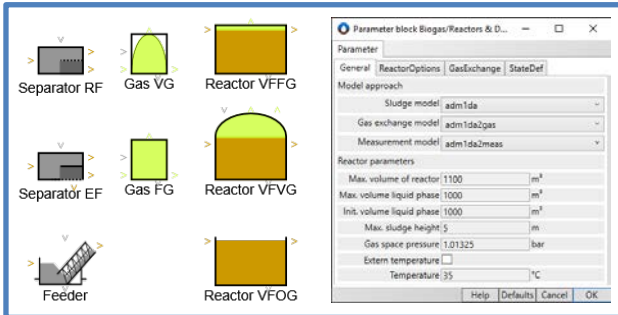 Separator RF
Gas VG
Reactor VFFG
Separator EF
Gas FG
Reactor VFVG
Feeder
Reactor VFOG
Parameter block Biogas/Reactors & D...
Parameter
General ReactorOptions GasExchange StateDef
Model approach
Sludge model adm1da
Gas exchange model adm1da2gas
Measurement model adm1da2meas
Reactor parameters
Max. volume of reactor 1100 m³
Max. volume liquid phase 1000 m³
Init. volume liquid phase 1000 m³
Max. sludge height 5 m
Gas space pressure 1.01325 bar
Extern temperature
Temperature 35 °C
Help Defaults Cancel OK